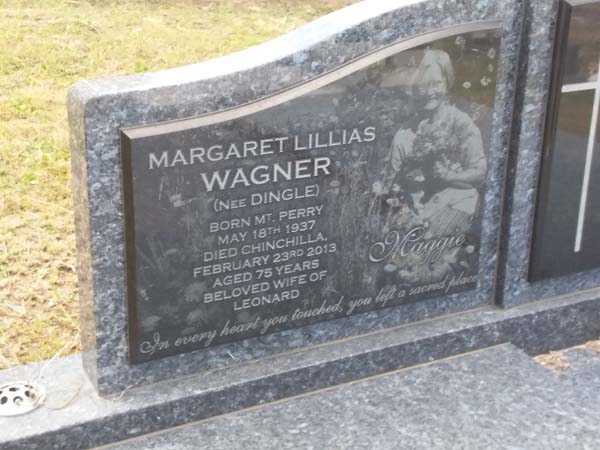 MARGARET LILLIAS
WAGNER
(NEE DINGLE)
BORN MT. PERRY
MAY 18TH 1937
DIED CHINCHILLA,
FEBRUARY 23RD 2013
AGED 75 YEARS
BELOVED WIFE OF
LEONARD
"Maggie"
In every heart you touched, you left a sacred place